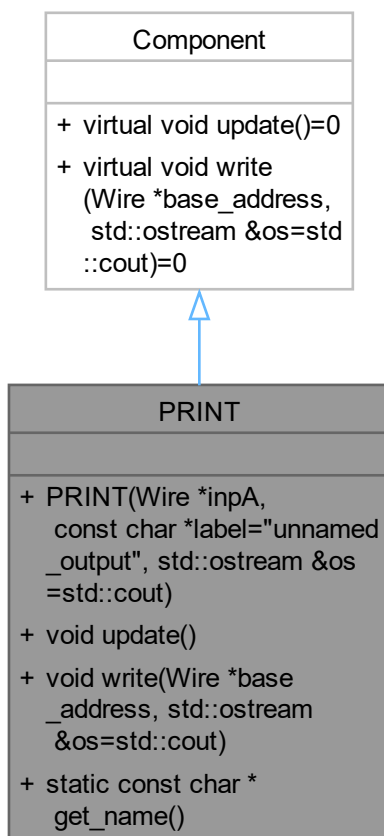 Component
+ virtual void update()=0
+ virtual void write
(Wire *base_address,
std::ostream &os=std
::cout)=0
PRINT
+ PRINT(Wire *inpA,
const char *label="unnamed
_output", std::ostream &os
=std::cout)
+ void update()
+ void write(Wire *base
_address, std::ostream
&os=std::cout)
+ static const char *
get_name()